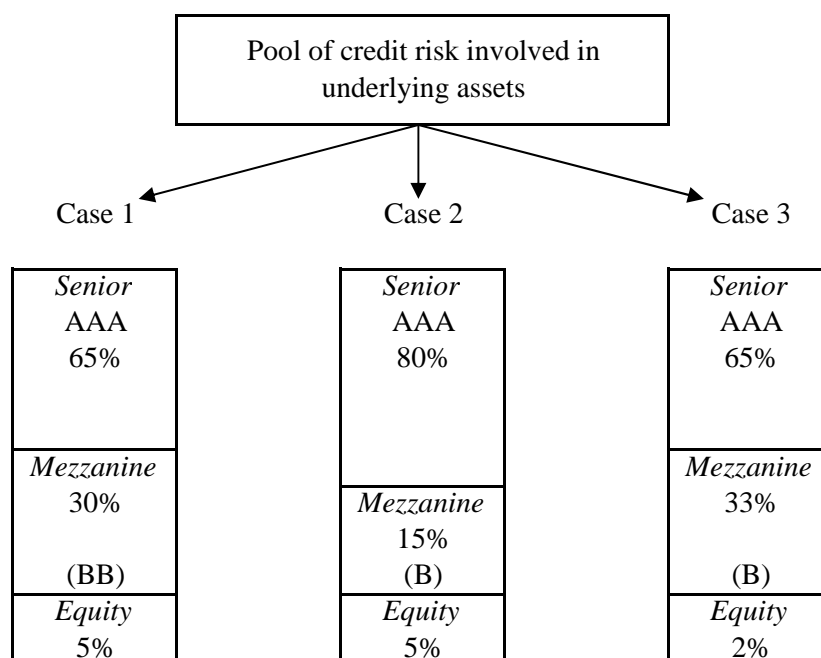 Pool of credit risk involved in
underlying assets
Case 1
Case 2
Case 3
Senior
AAA
65%
Mezzanine
30%
(BB)
Equity
5%
Senior
AAA
80%
Mezzanine
15%
(B)
Equity
5%
Senior
AAA
65%
Mezzanine
33%
(B)
Equity
2%